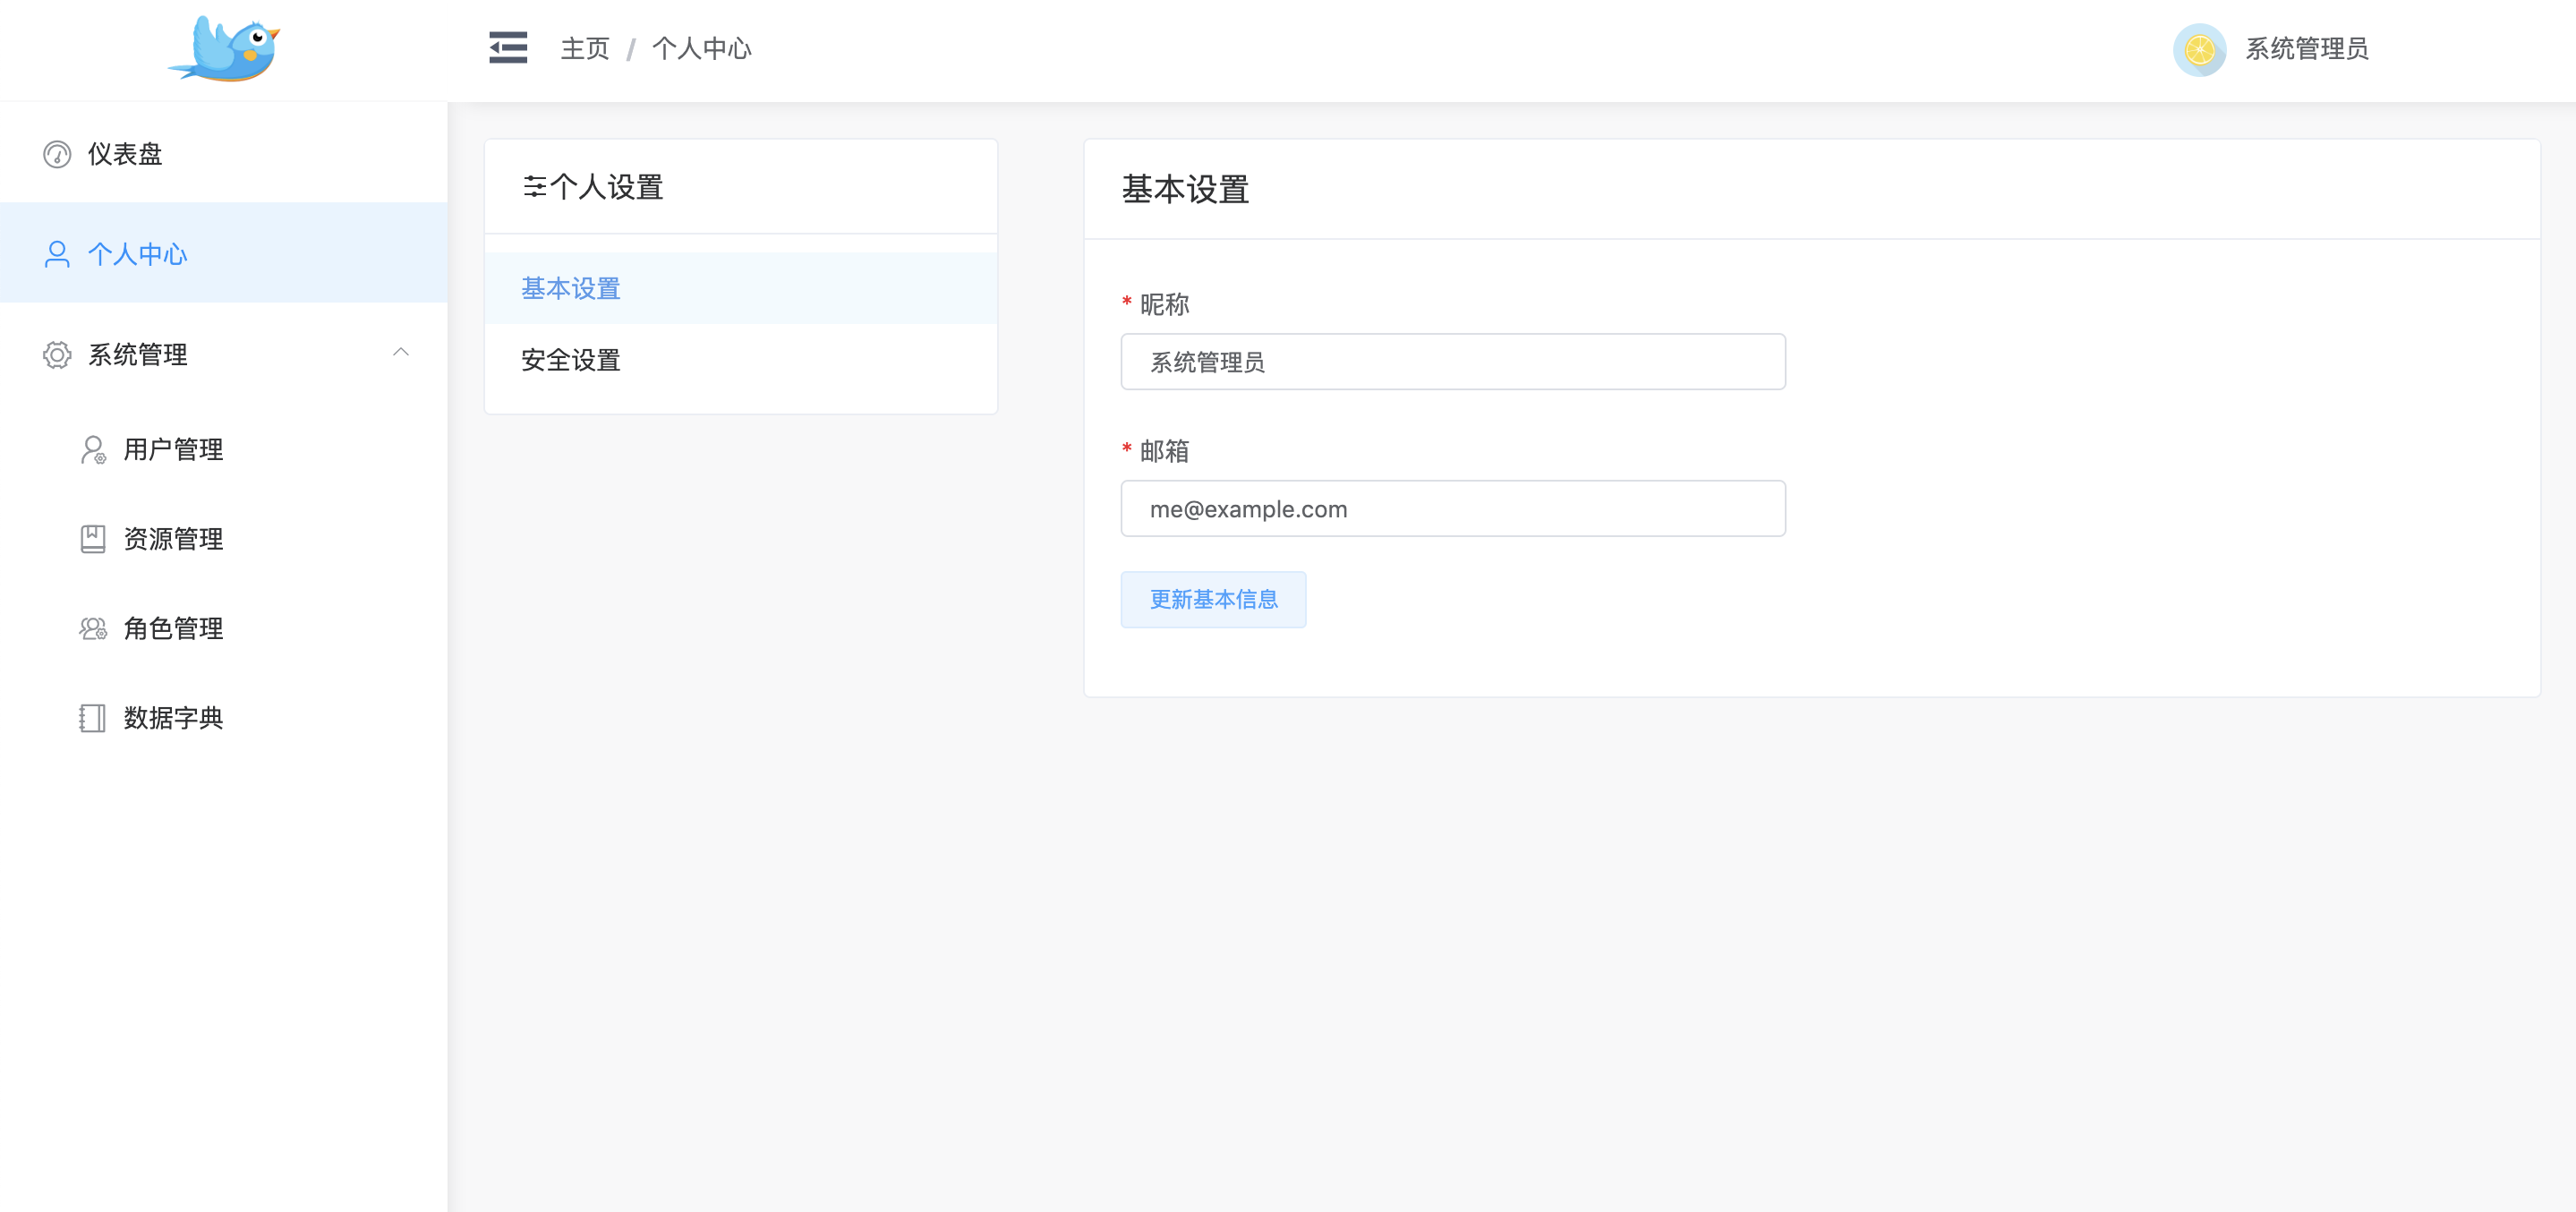 主页 / 个人中心
系统管理员
仪表盘
个人中心
系统管理
用户管理
资源管理
角色管理
数据字典
个人设置
基本设置
安全设置
基本设置
* 昵称
系统管理员
* 邮箱
me@example.com
更新基本信息